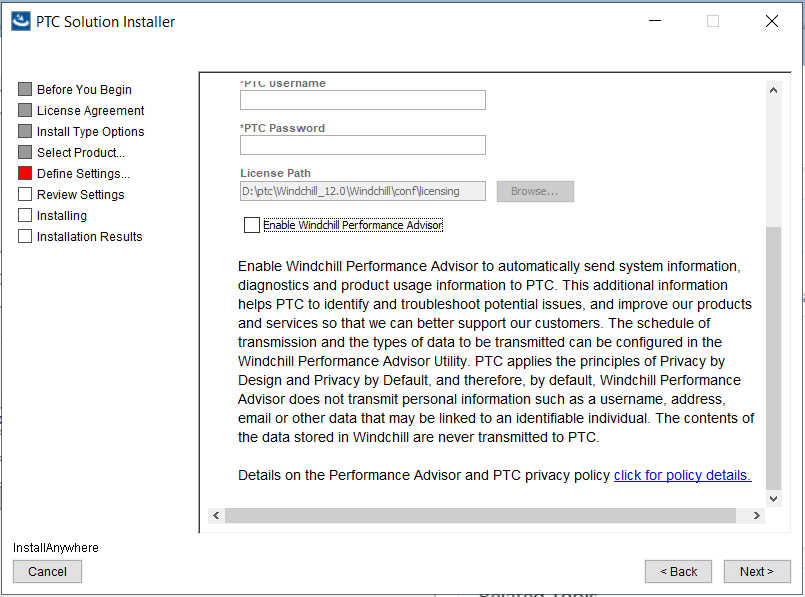 PTC Solution Installer
Before You Begin
License Agreement
Install Type Options
Select Product...
Define Settings...
Review Settings
Installing
Installation Results
*PTC Username
*PTC Password
License Path
D:\ptc\Windchill_12.0\Windchill\conf\licensing
Browse...
Enable Windchill Performance Advisor
Enable Windchill Performance Advisor to automatically send system information,
diagnostics and product usage information to PTC. This additional information
helps PTC to identify and troubleshoot potential issues, and improve our products
and services so that we can better support our customers. The schedule of
transmission and the types of data to be transmitted can be configured in the
Windchill Performance Advisor Utility. PTC applies the principles of Privacy by
Design and Privacy by Default, and therefore, by default, Windchill Performance
Advisor does not transmit personal information such as a username, address,
email or other data that may be linked to an identifiable individual. The contents of
the data stored in Windchill are never transmitted to PTC.
Details on the Performance Advisor and PTC privacy policy click for policy details.
InstallAnywhere
Cancel
< Back
Next >
Related Tools